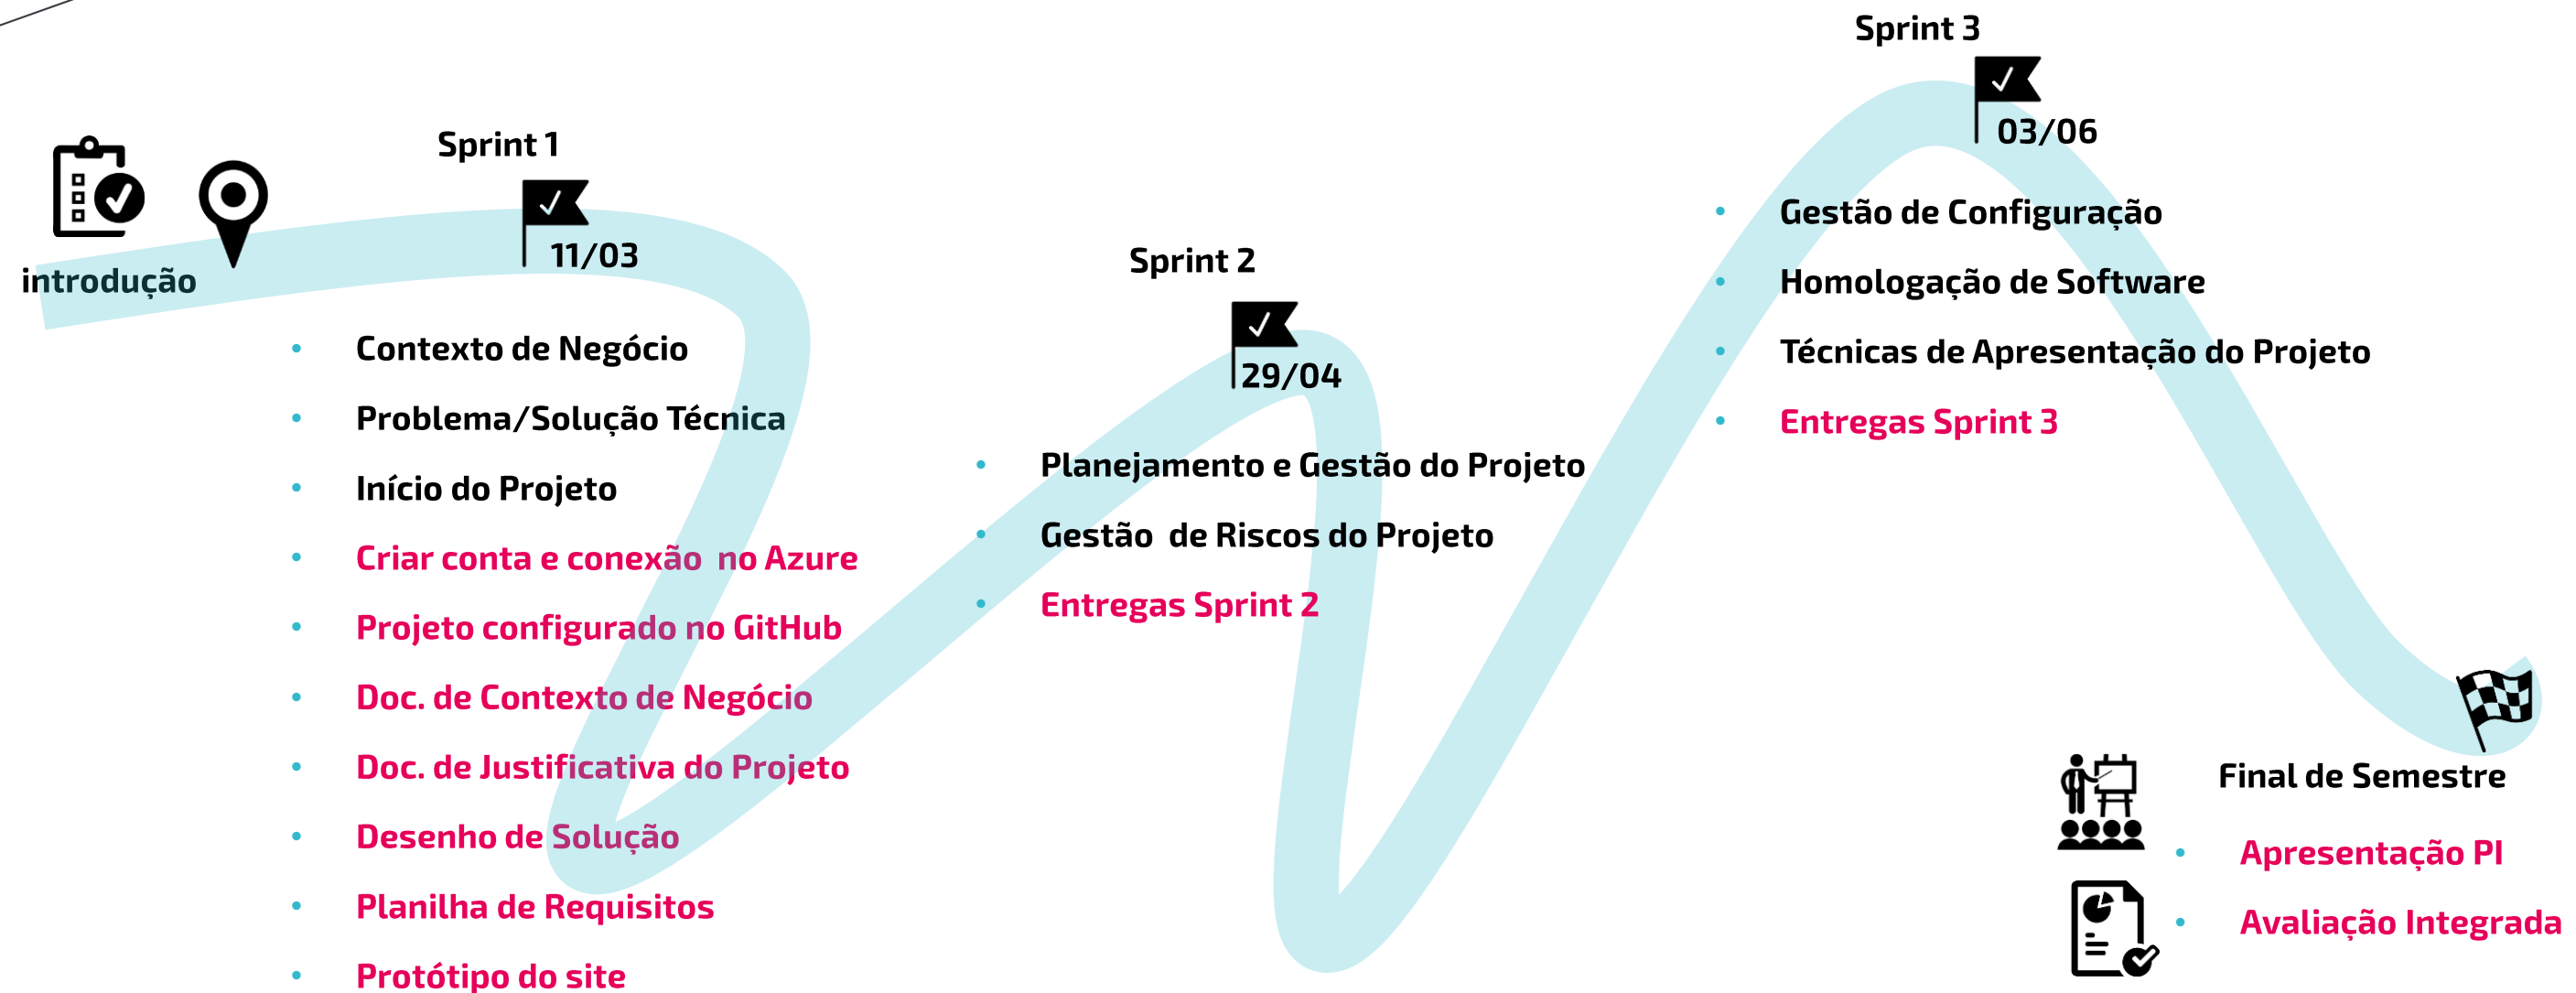 introdução
Sprint 1
11/03
Contexto de Negócio
Problema/Solução Técnica
Início do Projeto
Criar conta e conexão no Azure
Projeto configurado no GitHub
Doc. de Contexto de Negócio
Doc. de Justificativa do Projeto
Desenho de Solução
Planilha de Requisitos
Protótipo do site
Sprint 2
29/04
Planejamento e Gestão do Projeto
Gestão de Riscos do Projeto
Entregas Sprint 2
Sprint 3
03/06
Gestão de Configuração
Homologação de Software
Técnicas de Apresentação do Projeto
Entregas Sprint 3
Final de Semestre
Apresentação PI
Avaliação Integrada